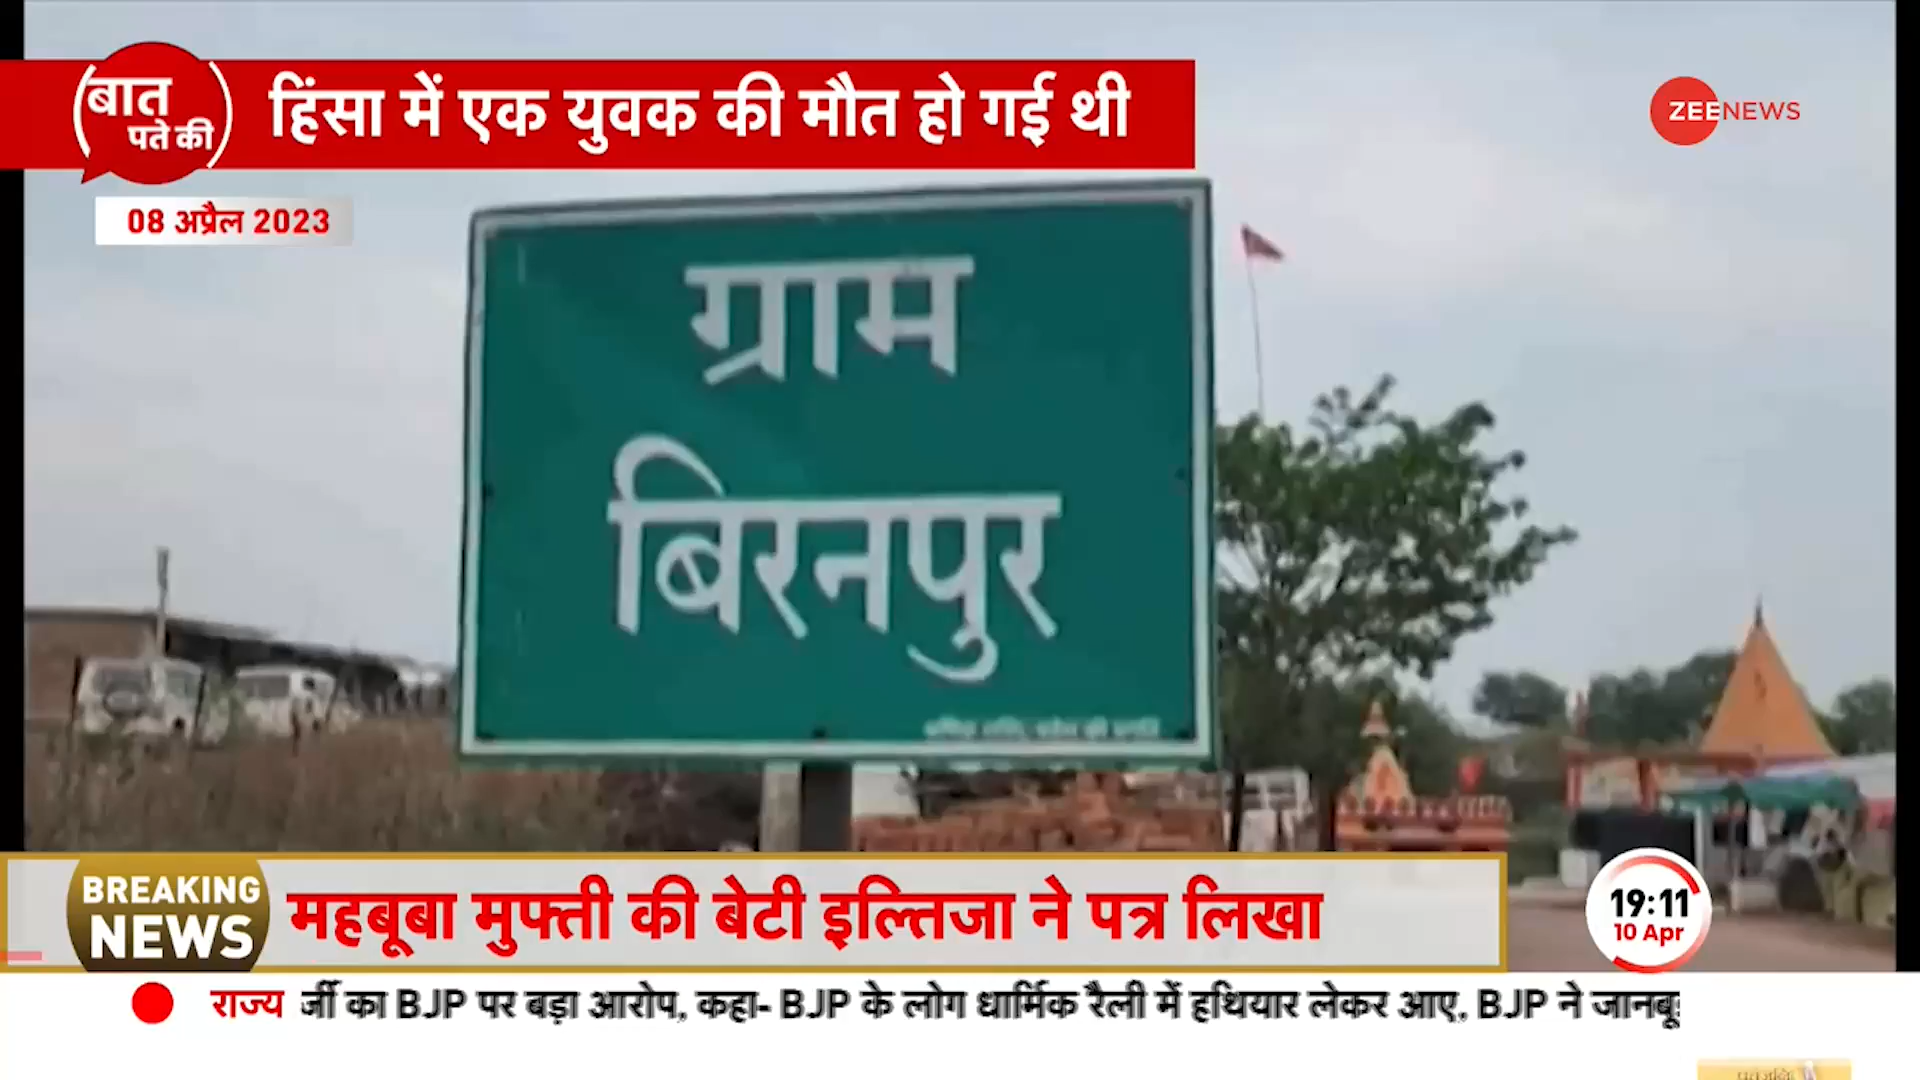 बात
पते की
हिंसा में एक युवक की मौत हो गई थी
ZEENEWS
08 अप्रैल 2023
ग्राम
बिरनपुर
BREAKING
NEWS
महबूबा मुफ्ती की बेटी इल्तिजा ने पत्र लिखा
19:11
10 Apr
राज्य र्जी का BJP पर बड़ा आरोप, कहा- BJP के लोग धार्मिक रैली में हथियार लेकर आए, BJP ने जानबू